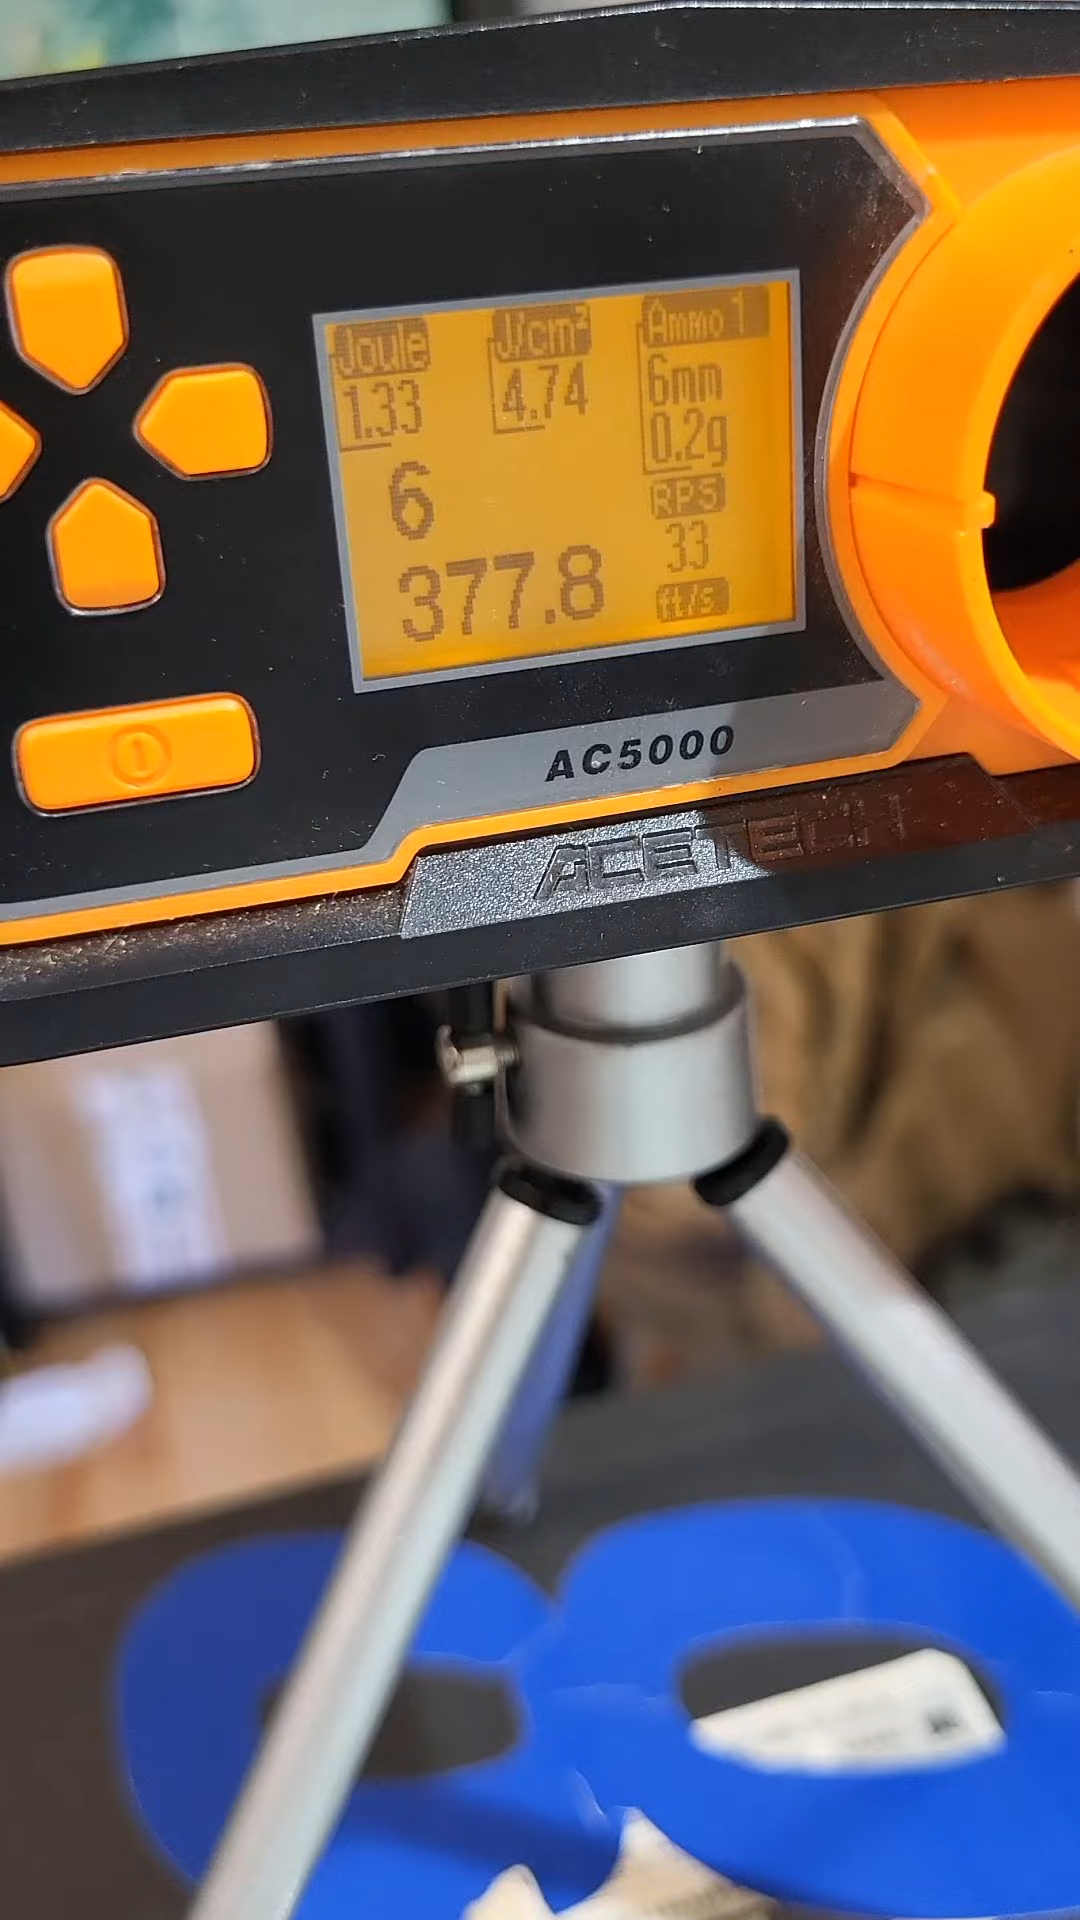 Joule J/cm² Ammo 1
1.33 4.74 6mm
0.2g
6 RPS
33
377.8 ft/s
AC5000
ACETECH